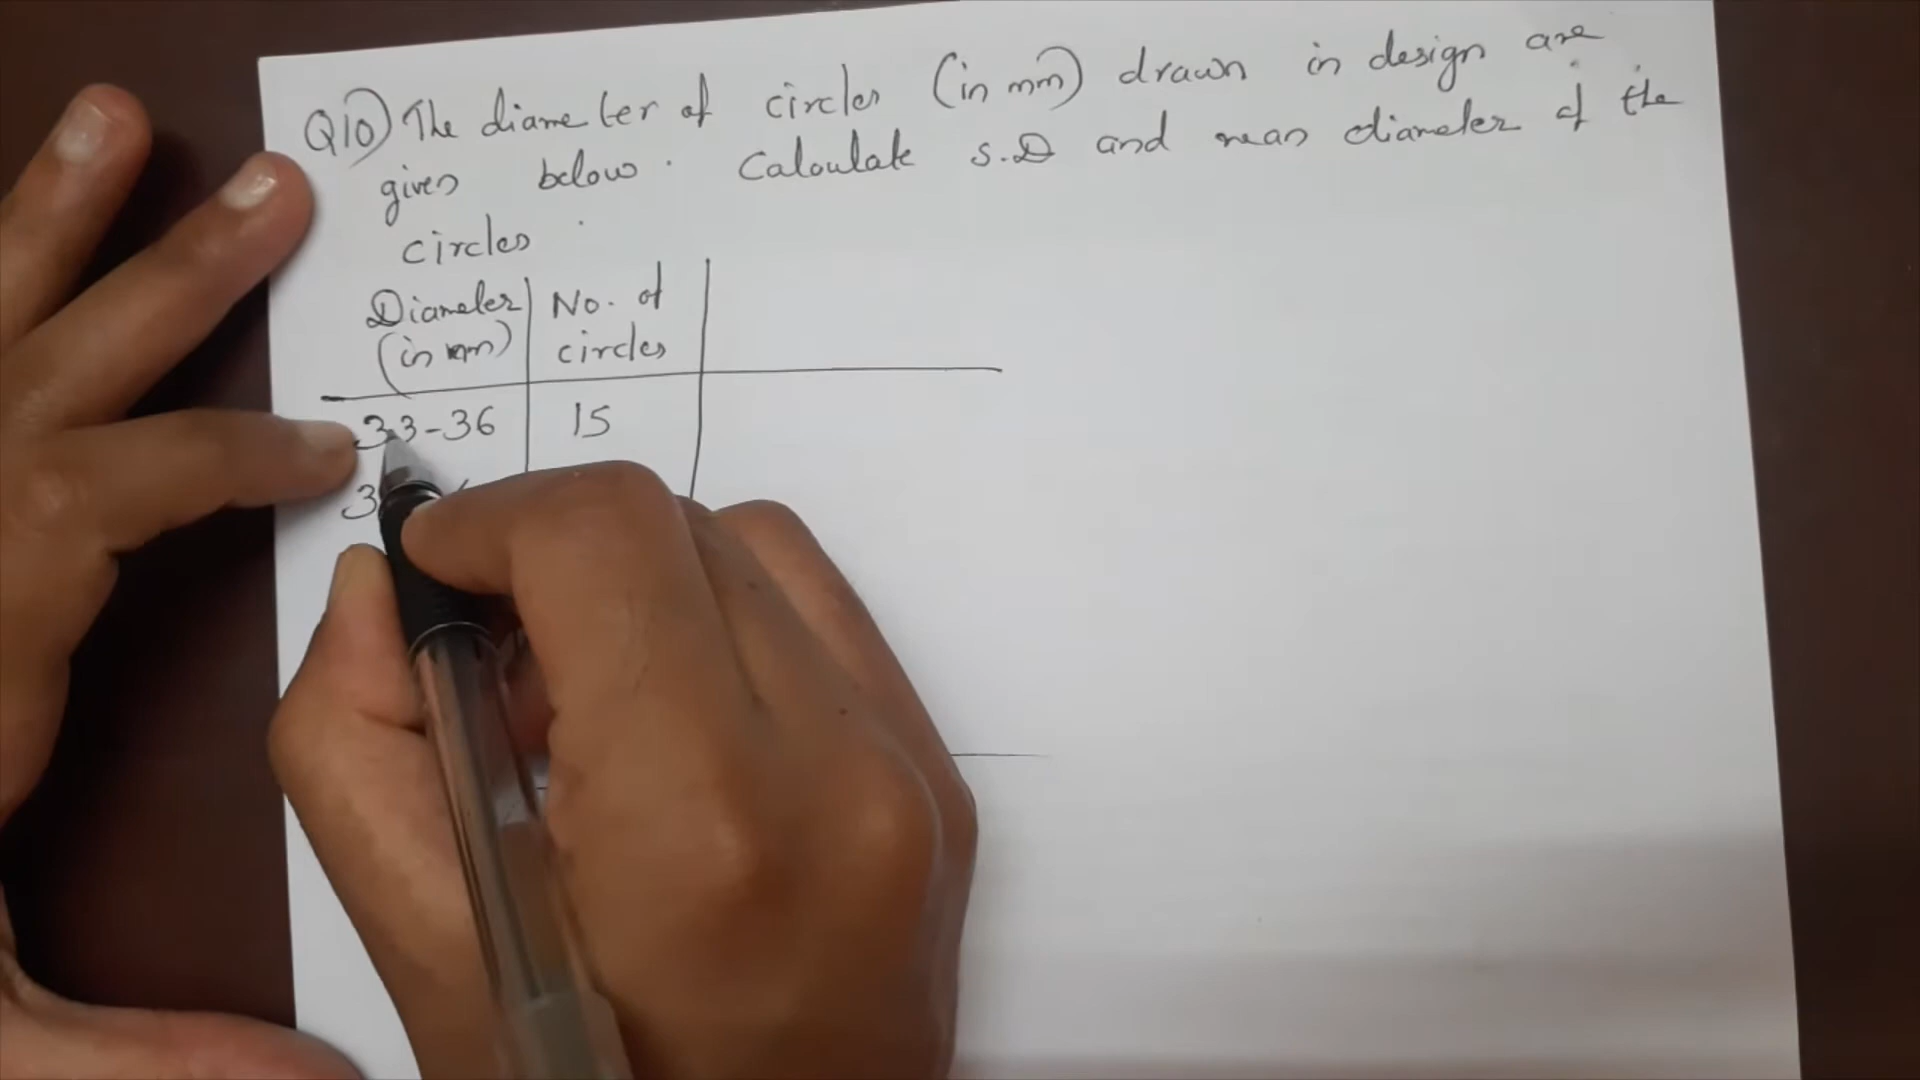 Q10) The diameter of circles (in mm) drawn in design are
given below. Calculate S.D and mean diameter of the
circles.
Diameter No. of
(in mm) circles
33-36 15
3